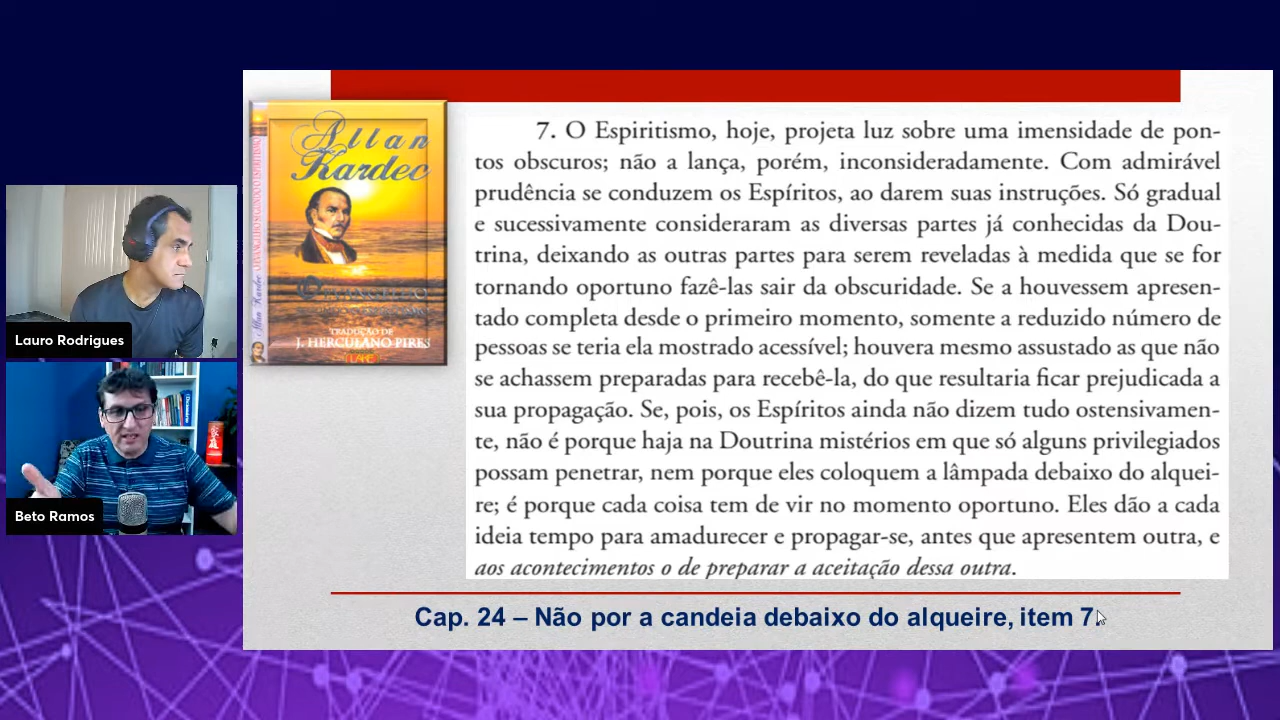 Allan
Kardec
TRADUÇÃO DE
J. HERCULANO PIRES
7. O Espiritismo, hoje, projeta luz sobre uma imensidade de pon-
tos obscuros; não a lança, porém, inconsideradamente. Com admirável
prudência se conduzem os Espíritos, ao darem suas instruções. Só gradual
e sucessivamente consideraram as diversas partes já conhecidas da Dou-
trina, deixando as outras partes para serem reveladas à medida que se for
tornando oportuno fazê-las sair da obscuridade. Se a houvessem apresen-
tado completa desde o primeiro momento, somente a reduzido número de
pessoas se teria ela mostrado acessível; houvera mesmo assustado as que não
se achassem preparadas para recebê-la, do que resultaria ficar prejudicada a
sua propagação. Se, pois, os Espíritos ainda não dizem tudo ostensivamen-
te, não é porque haja na Doutrina mistérios em que só alguns privilegiados
possam penetrar, nem porque eles coloquem a lâmpada debaixo do alquei-
re; é porque cada coisa tem de vir no momento oportuno. Eles dão a cada
ideia tempo para amadurecer e propagar-se, antes que apresentem outra, e
aos acontecimentos o de preparar a aceitação dessa outra.
Cap. 24 – Não por a candeia debaixo do alqueire, item 7.
Lauro Rodrigues
Beto Ramos